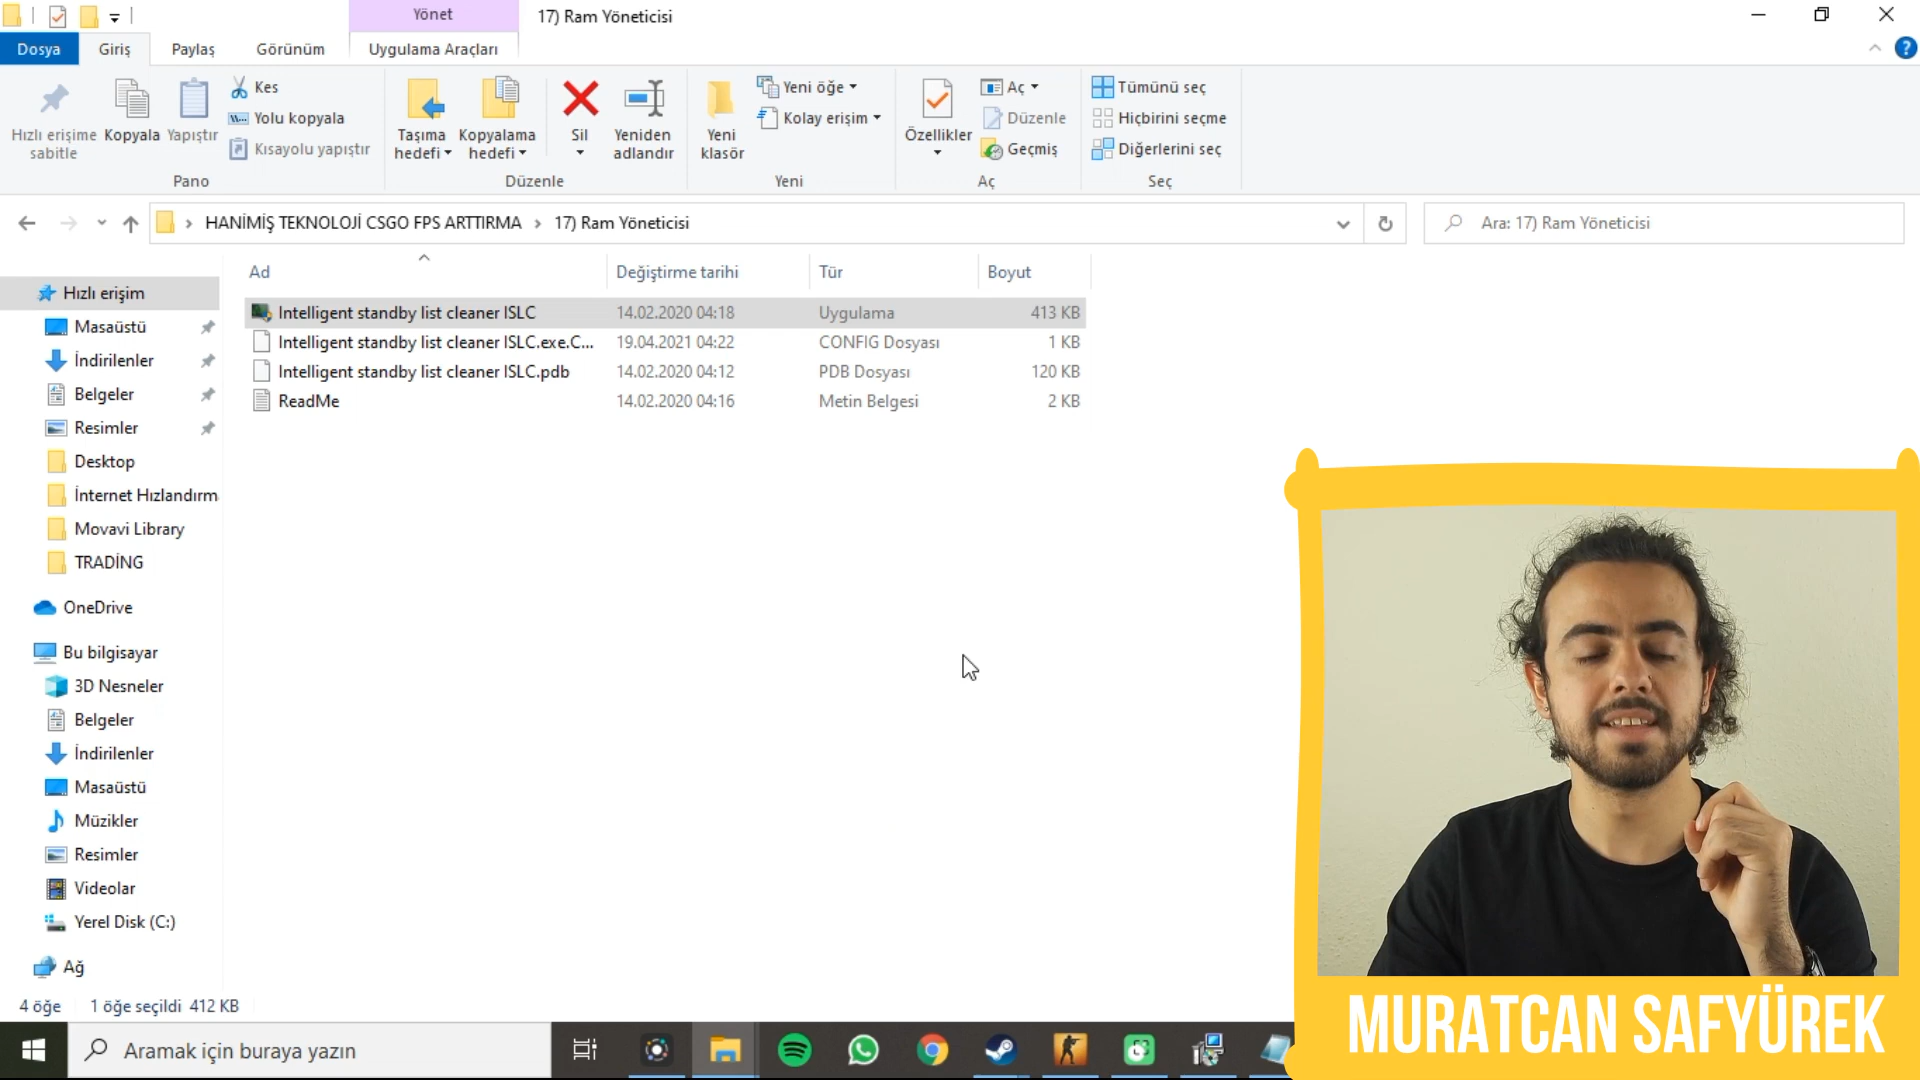 Yönet
17) Ram Yöneticisi
Dosya
Giriş
Paylaş
Görünüm
Uygulama Araçları
Hızlı erişime sabitle
Kopyala
Yapıştır
Kes
Yolu kopyala
Kısayolu yapıştır
Pano
Taşıma hedefi
Kopyalama hedefi
Sil
Yeniden adlandır
Düzenle
Yeni klasör
Yeni öğe
Kolay erişim
Yeni
Özellikler
Aç
Düzenle
Geçmiş
Aç
Tümünü seç
Hiçbirini seçme
Diğerlerini seç
Seç
HANİMİŞ TEKNOLOJİ CSGO FPS ARTTIRMA > 17) Ram Yöneticisi
Ara: 17) Ram Yöneticisi
Ad Değiştirme tarihi Tür Boyut
Intelligent standby list cleaner ISLC 14.02.2020 04:18 Uygulama 413 KB
Intelligent standby list cleaner ISLC.exe.C... 19.04.2021 04:22 CONFIG Dosyası 1 KB
Intelligent standby list cleaner ISLC.pdb 14.02.2020 04:12 PDB Dosyası 120 KB
ReadMe 14.02.2020 04:16 Metin Belgesi 2 KB
Hızlı erişim
Masaüstü
İndirilenler
Belgeler
Resimler
Desktop
İnternet Hızlandırm
Movavi Library
TRADİNG
OneDrive
Bu bilgisayar
3D Nesneler
Belgeler
İndirilenler
Masaüstü
Müzikler
Resimler
Videolar
Yerel Disk (C:)
Ağ
4 öğe 1 öğe seçildi 412 KB
Aramak için buraya yazın
MURATCAN SAFYÜREK